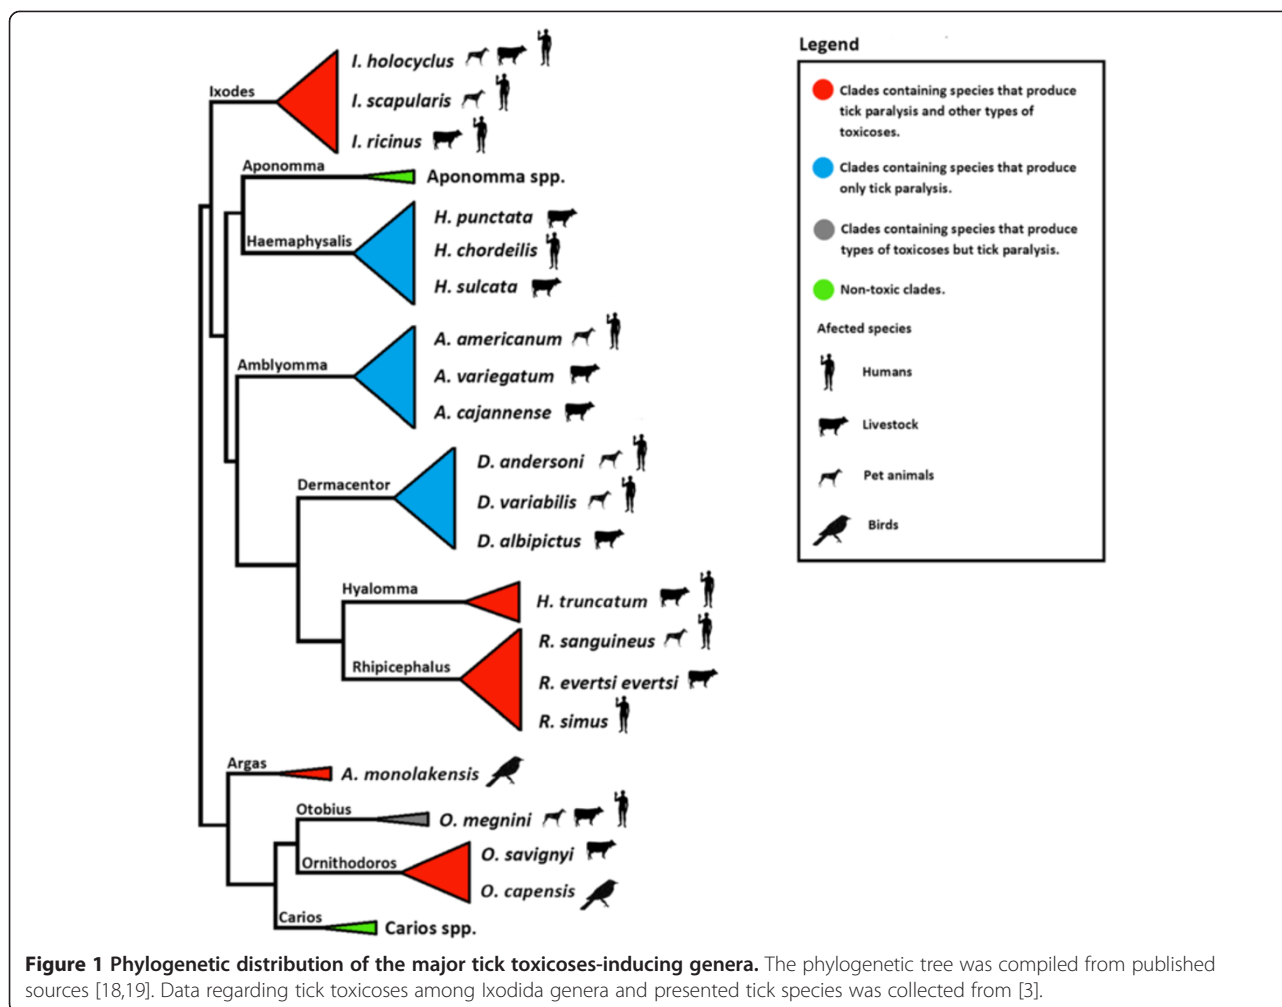 Ixodes
I. holocyclus
I. scapularis
I. ricinus
Aponomma
Aponomma spp.
Haemaphysalis
H. punctata
H. chordeilis
H. sulcata
Amblyomma
A. americanum
A. variegatum
A. cajannense
Dermacentor
D. andersoni
D. variabilis
D. albipictus
Hyalomma
H. truncatum
Rhipicephalus
R. sanguineus
R. evertsi evertsi
R. simus
Argas
A. monolakensis
Otobius
O. megnini
Ornithodoros
O. savignyi
O. capensis
Carios
Carios spp.
Legend
Clades containing species that produce
tick paralysis and other types of
toxicoses.
Clades containing species that produce
only tick paralysis.
Clades containing species that produce
types of toxicoses but tick paralysis.
Non-toxic clades.
Afected species
Humans
Livestock
Pet animals
Birds
Figure 1 Phylogenetic distribution of the major tick toxicoses-inducing genera. The phylogenetic tree was compiled from published
sources [18,19]. Data regarding tick toxicoses among Ixodida genera and presented tick species was collected from [3].